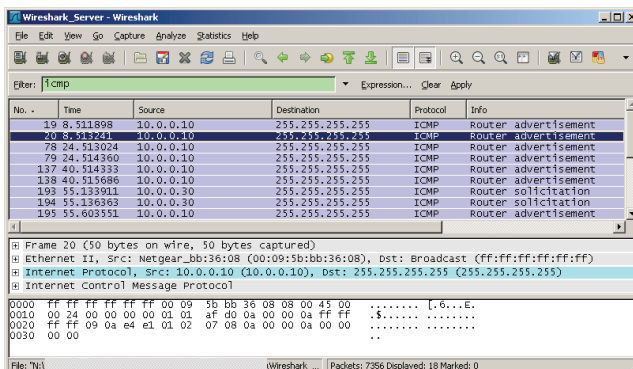 Wireshark_Server - Wireshark
File Edit View Go Capture Analyze Statistics Help
Filter: icmp Expression... Clear Apply
No. - Time Source Destination Protocol Info
19 8.511898 10.0.0.10 255.255.255.255 ICMP Router advertisement
20 8.513241 10.0.0.10 255.255.255.255 ICMP Router advertisement
78 24.513024 10.0.0.10 255.255.255.255 ICMP Router advertisement
79 24.514360 10.0.0.10 255.255.255.255 ICMP Router advertisement
137 40.514333 10.0.0.10 255.255.255.255 ICMP Router advertisement
138 40.515686 10.0.0.10 255.255.255.255 ICMP Router advertisement
193 55.133911 10.0.0.30 255.255.255.255 ICMP Router solicitation
194 55.136363 10.0.0.30 255.255.255.255 ICMP Router solicitation
195 55.603551 10.0.0.10 255.255.255.255 ICMP Router advertisement
Frame 20 (50 bytes on wire, 50 bytes captured)
Ethernet II, Src: Netgear_bb:36:08 (00:09:5b:bb:36:08), Dst: Broadcast (ff:ff:ff:ff:ff:ff)
Internet Protocol, Src: 10.0.0.10 (10.0.0.10), Dst: 255.255.255.255 (255.255.255.255)
Internet Control Message Protocol
0000 ff ff ff ff ff ff 00 09 5b bb 36 08 08 00 45 00 ........ [.6...E.
0010 00 24 00 00 00 00 01 01 af d0 0a 00 00 0a ff ff .$...... ........
0020 ff ff 09 0a e4 e1 01 02 07 08 0a 00 00 0a 00 00 ........ ........
0030 00 00 ..
File: "N:\ (Wireshark_... Packets: 7356 Displayed: 18 Marked: 0